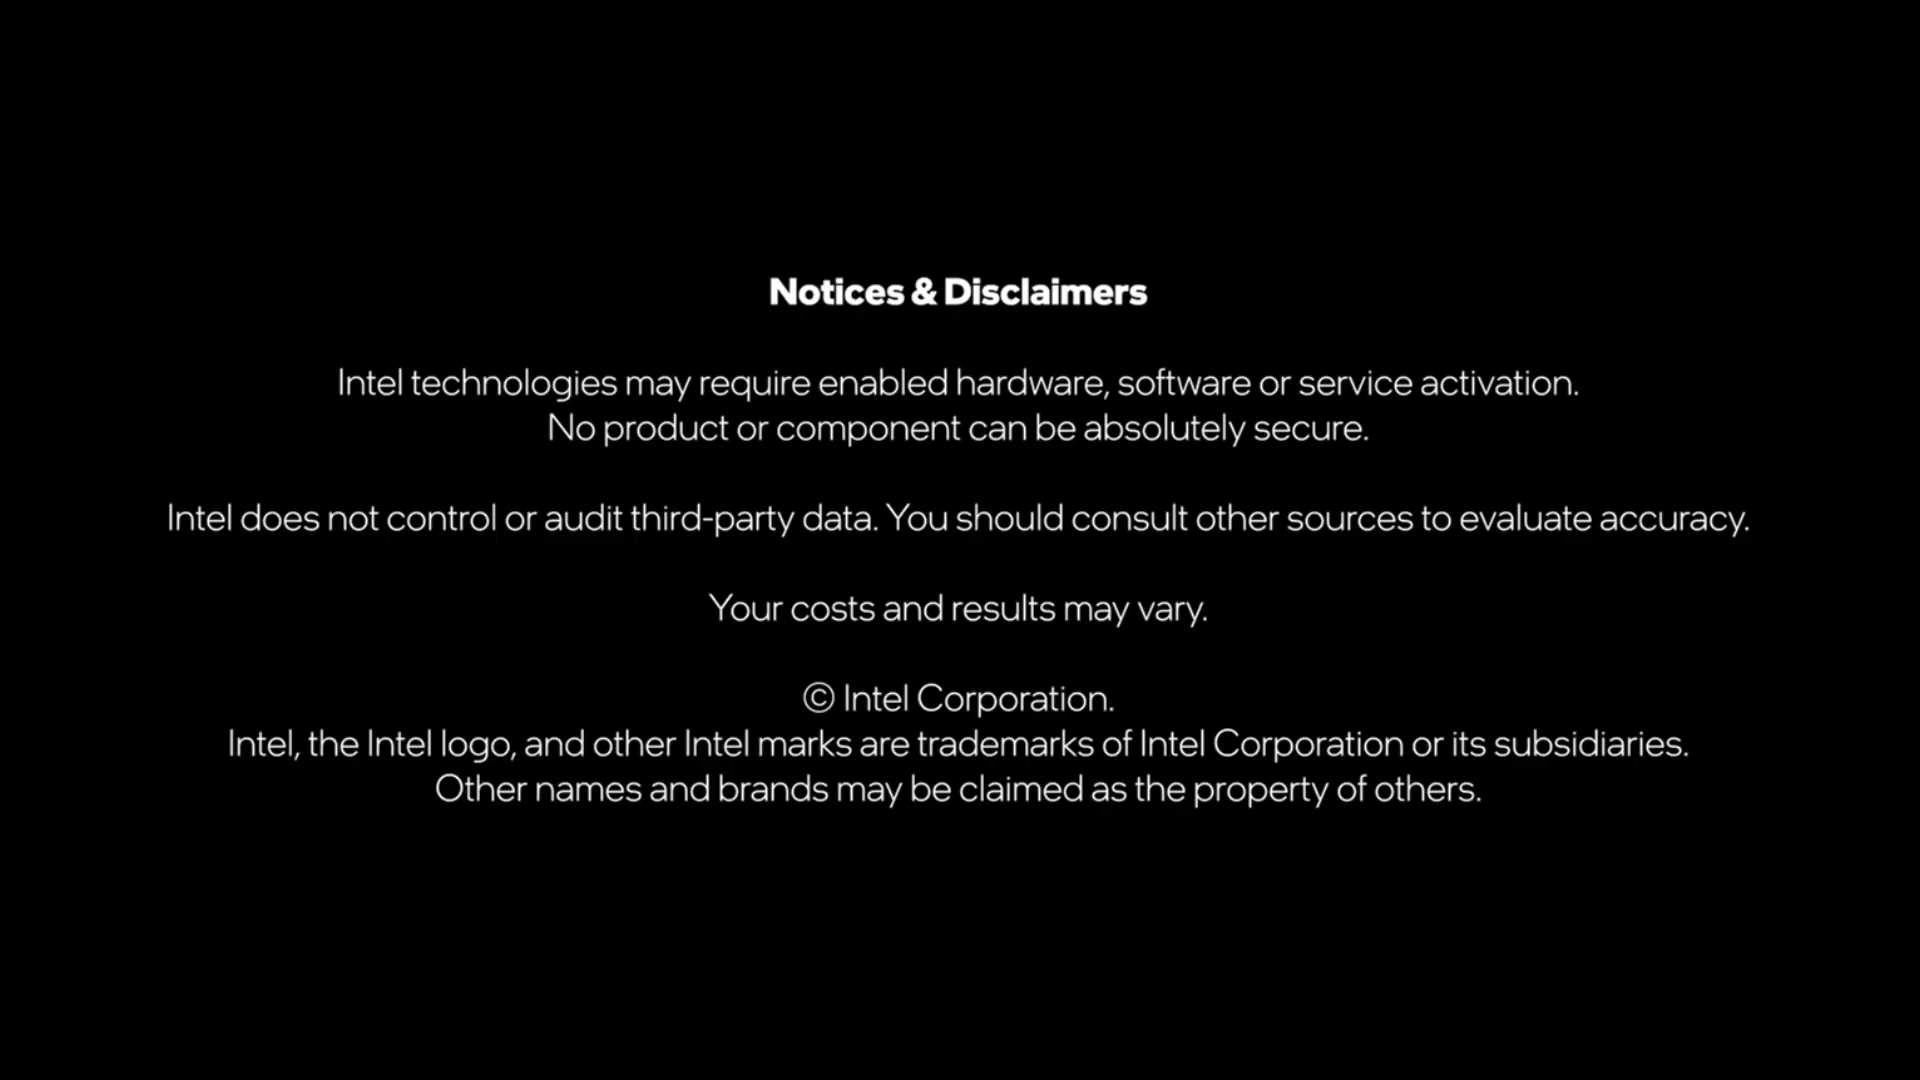 Notices & Disclaimers
Intel technologies may require enabled hardware, software or service activation.
No product or component can be absolutely secure.
Intel does not control or audit third-party data. You should consult other sources to evaluate accuracy.
Your costs and results may vary.
© Intel Corporation.
Intel, the Intel logo, and other Intel marks are trademarks of Intel Corporation or its subsidiaries.
Other names and brands may be claimed as the property of others.